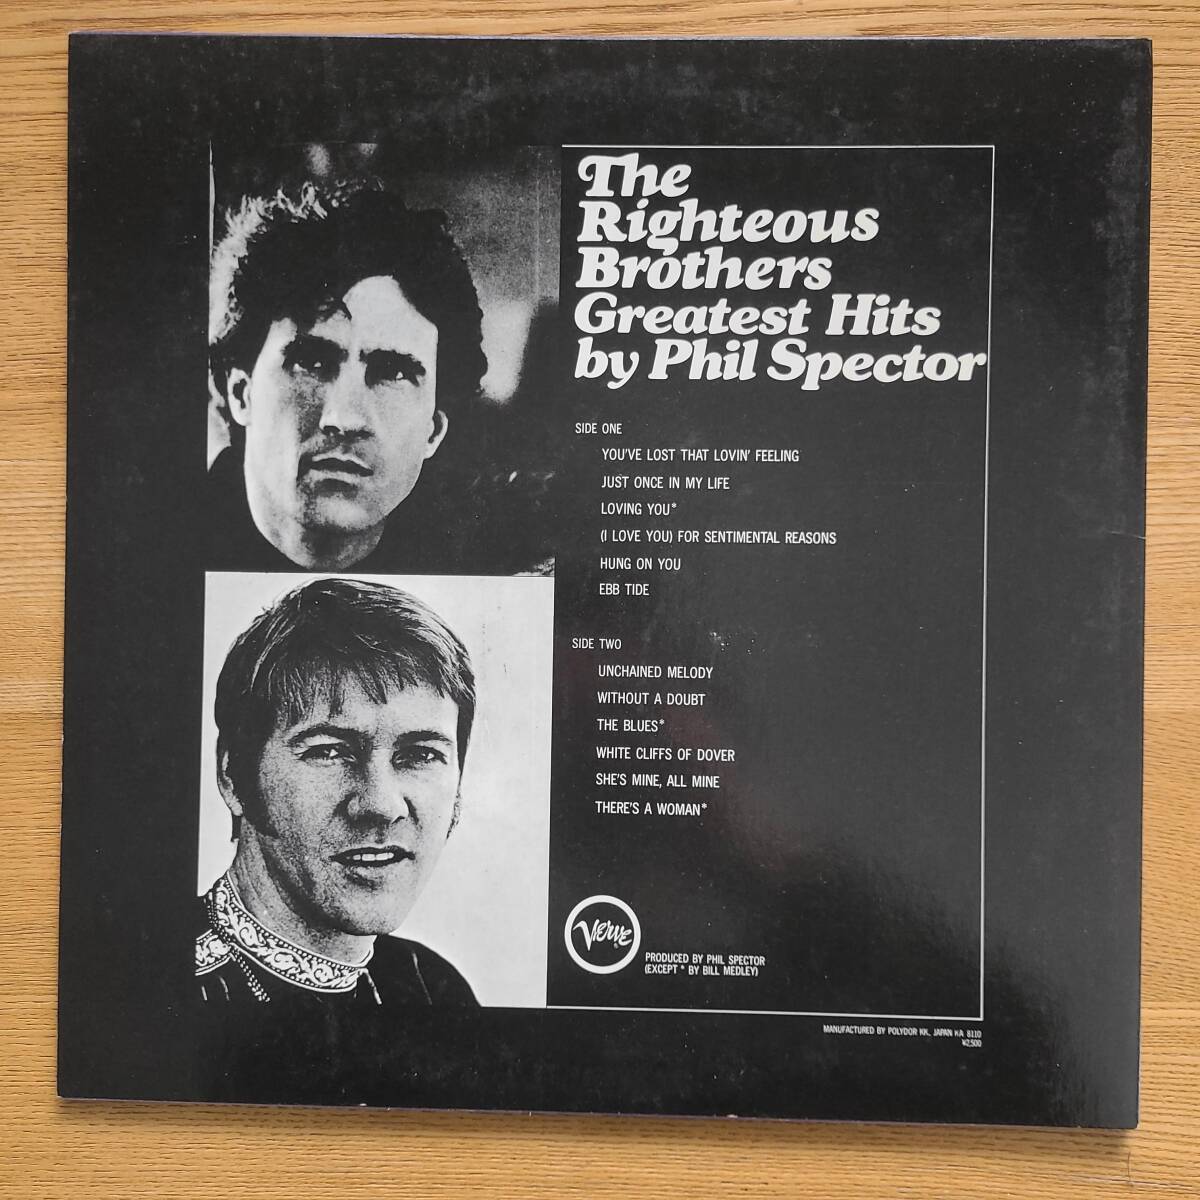 The
Righteous
Brothers
Greatest Hits
by Phil Spector
SIDE ONE
YOU'VE LOST THAT LOVIN' FEELING
JUST ONCE IN MY LIFE
LOVING YOU*
(I LOVE YOU) FOR SENTIMENTAL REASONS
HUNG ON YOU
EBB TIDE
SIDE TWO
UNCHAINED MELODY
WITHOUT A DOUBT
THE BLUES*
WHITE CLIFFS OF DOVER
SHE'S MINE, ALL MINE
THERE'S A WOMAN*
VERVE
PRODUCED BY PHIL SPECTOR
(EXCEPT * BY BILL MEDLEY)
MANUFACTURED BY POLYDOR KK, JAPAN KA 8110
¥2,500